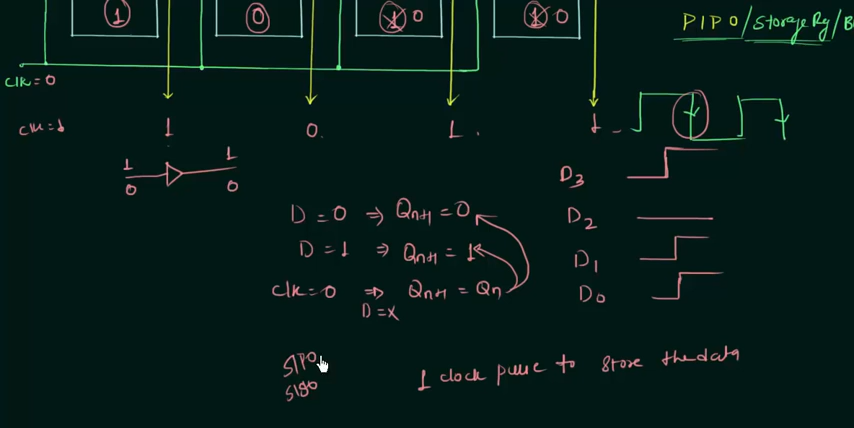 1 0 1 0 1 0
PIPO/Storage Rg/B
Clk=0
Clk=1 1 0. 1. 1
1 1
0 0
D3
D = 0 ⇒ Qn+1 = 0 D2
D = 1 ⇒ Qn+1 = 1 D1
Clk = 0 ⇒ Qn+1 = Qn D0
D=x
SIPO
SISO
1 clock pulse to store the data